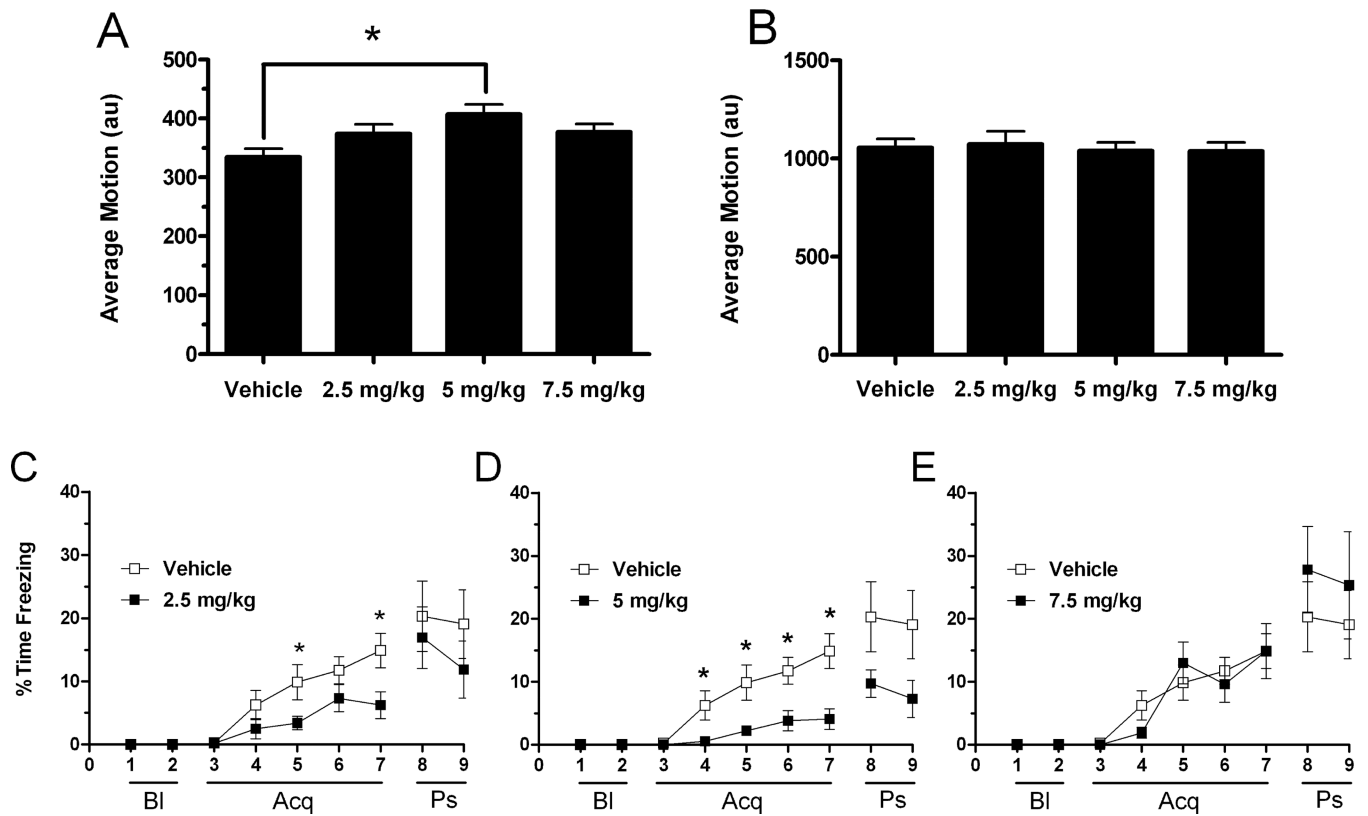 A
B
*
Average Motion (au)
500
400
300
200
100
0
Vehicle 2.5 mg/kg 5 mg/kg 7.5 mg/kg
Average Motion (au)
1500
1000
500
0
Vehicle 2.5 mg/kg 5 mg/kg 7.5 mg/kg
C
% Time Freezing
40
30
20
10
0
Vehicle
2.5 mg/kg
* *
0 1 2 3 4 5 6 7 8 9
Bl Acq Ps
D
40
30
20
10
0
Vehicle
5 mg/kg
* * * *
0 1 2 3 4 5 6 7 8 9
Bl Acq Ps
E
40
30
20
10
0
Vehicle
7.5 mg/kg
0 1 2 3 4 5 6 7 8 9
Bl Acq Ps